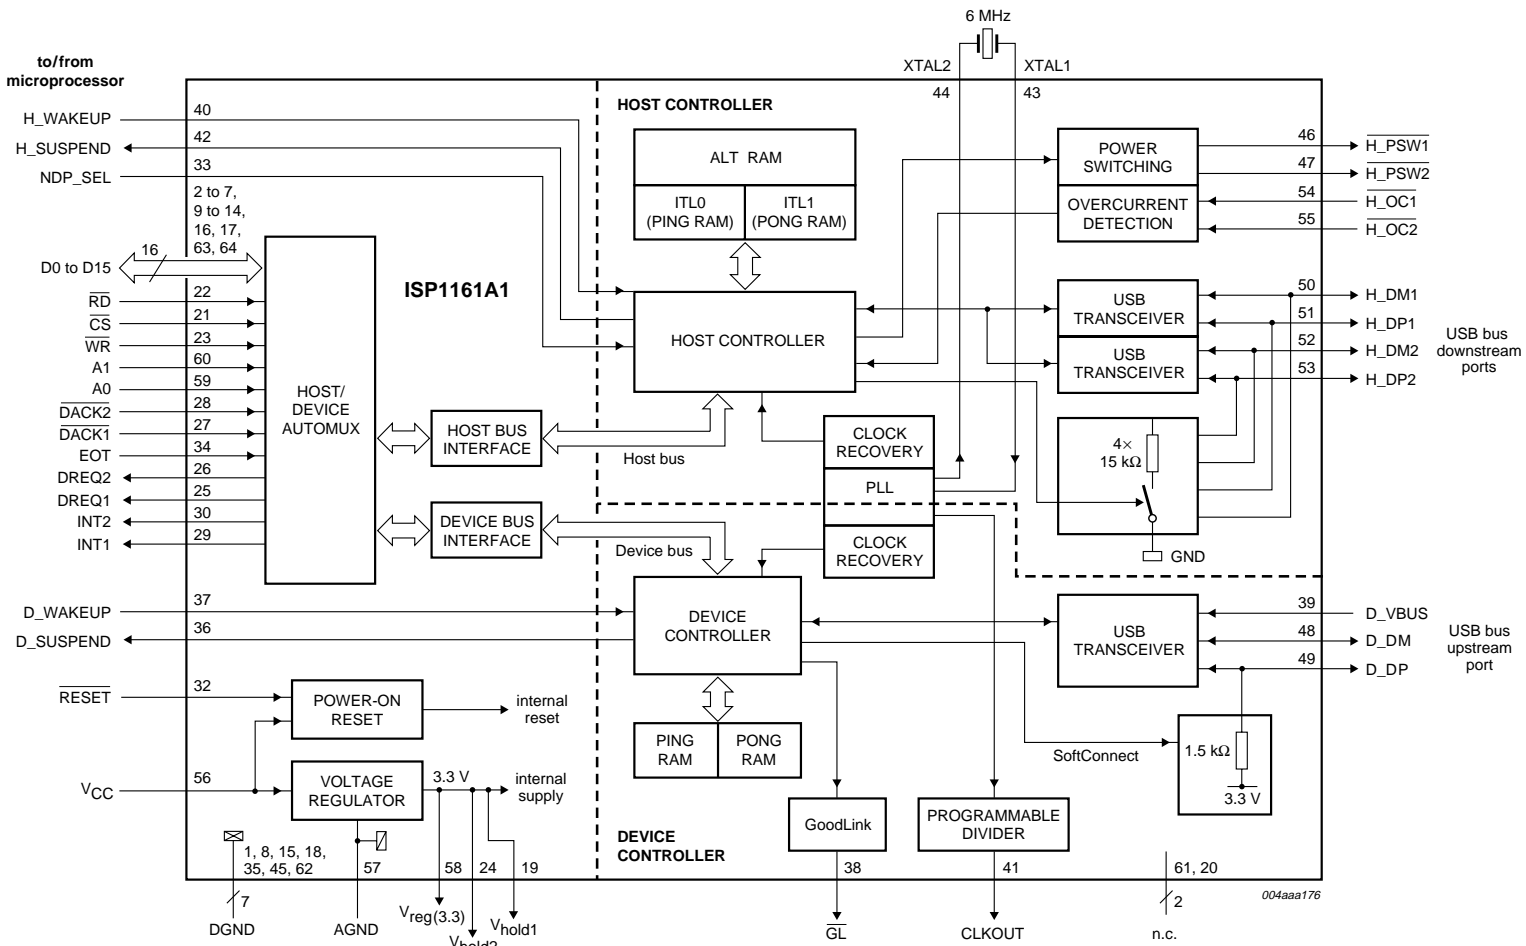 6 MHz
to/from
microprocessor
XTAL2
XTAL1
44
43
H_WAKEUP
40
H_SUSPEND
42
NDP_SEL
33
2 to 7,
9 to 14,
16, 17,
63, 64
D0 to D15
16
RD
22
CS
21
WR
23
A1
60
A0
59
DACK2
28
DACK1
27
EOT
34
DREQ2
26
DREQ1
25
INT2
30
INT1
29
HOST/
DEVICE
AUTOMUX
ISP1161A1
HOST BUS
INTERFACE
Host bus
DEVICE BUS
INTERFACE
Device bus
HOST CONTROLLER
ALT RAM
ITL0
(PING RAM)
ITL1
(PONG RAM)
HOST CONTROLLER
CLOCK
RECOVERY
PLL
CLOCK
RECOVERY
POWER
SWITCHING
OVERCURRENT
DETECTION
46
H_PSW1
47
H_PSW2
54
H_OC1
55
H_OC2
USB
TRANSCEIVER
USB
TRANSCEIVER
50
H_DM1
51
H_DP1
52
H_DM2
53
H_DP2
USB bus
downstream
ports
4×
15 kΩ
GND
D_WAKEUP
37
D_SUSPEND
36
DEVICE
CONTROLLER
USB
TRANSCEIVER
39
D_VBUS
48
D_DM
49
D_DP
USB bus
upstream
port
RESET
32
POWER-ON
RESET
internal
reset
PING
RAM
PONG
RAM
SoftConnect
1.5 kΩ
3.3 V
VCC
56
VOLTAGE
REGULATOR
3.3 V
internal
supply
GoodLink
PROGRAMMABLE
DIVIDER
DEVICE
CONTROLLER
1, 8, 15, 18,
35, 45, 62
57
58
24
19
38
41
61, 20
004aaa176
7
2
DGND
AGND
Vreg(3.3)
Vhold2
Vhold1
GL
CLKOUT
n.c.